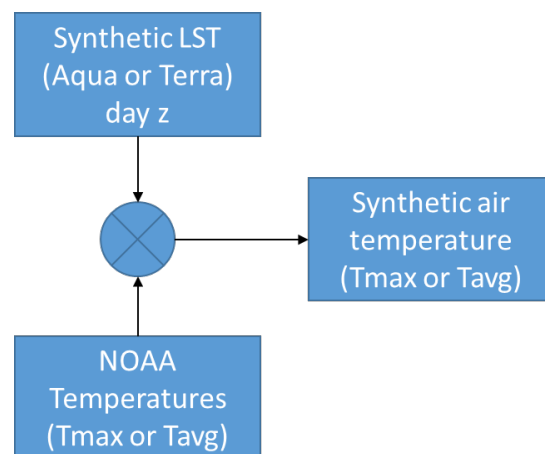 Synthetic LST
(Aqua or Terra)
day z
Synthetic air
temperature
(Tmax or Tavg)
NOAA
Temperatures
(Tmax or Tavg)